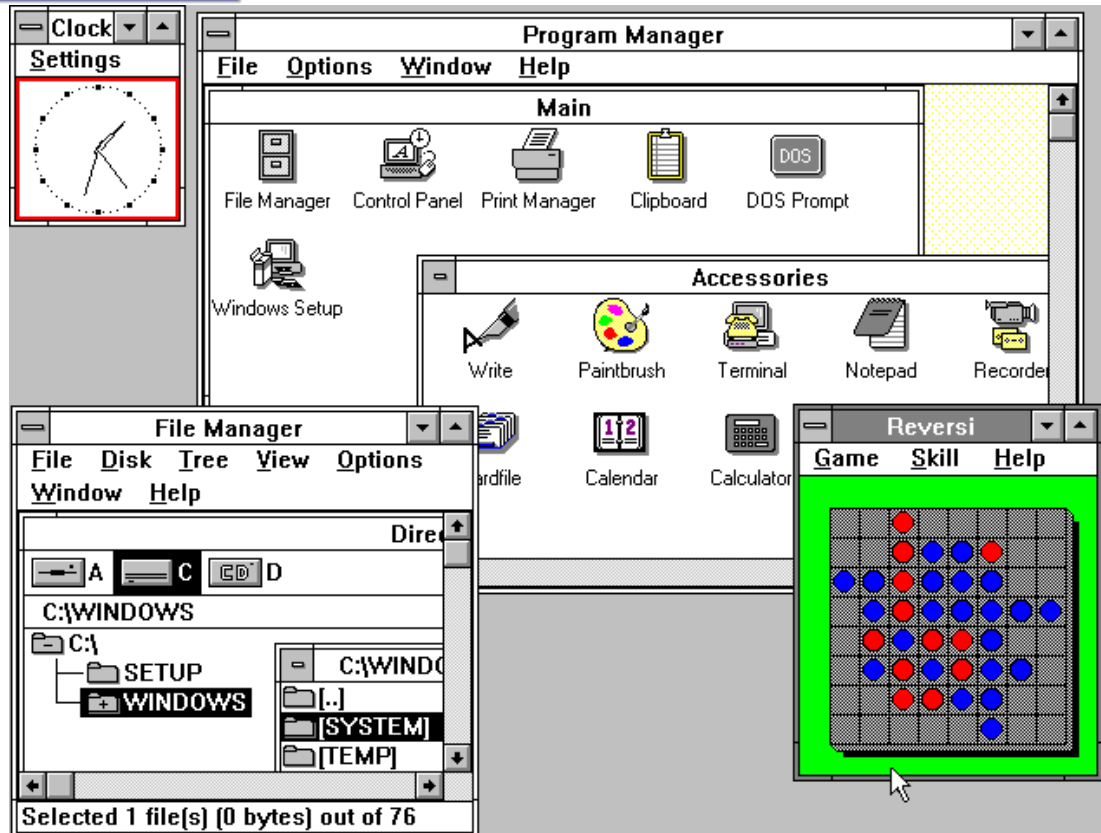 Clock
Settings
Program Manager
File Options Window Help
Main
File Manager Control Panel Print Manager Clipboard DOS Prompt
DOS
Windows Setup
Accessories
Write Paintbrush Terminal Notepad Recorder
ardfile Calendar Calculator
File Manager
File Disk Tree View Options
Window Help
Direc
A C D
C:\WINDOWS
C:\
SETUP
WINDOWS
C:\WINDO
[..]
[SYSTEM]
[TEMP]
Selected 1 file(s) (0 bytes) out of 76
Reversi
Game Skill Help